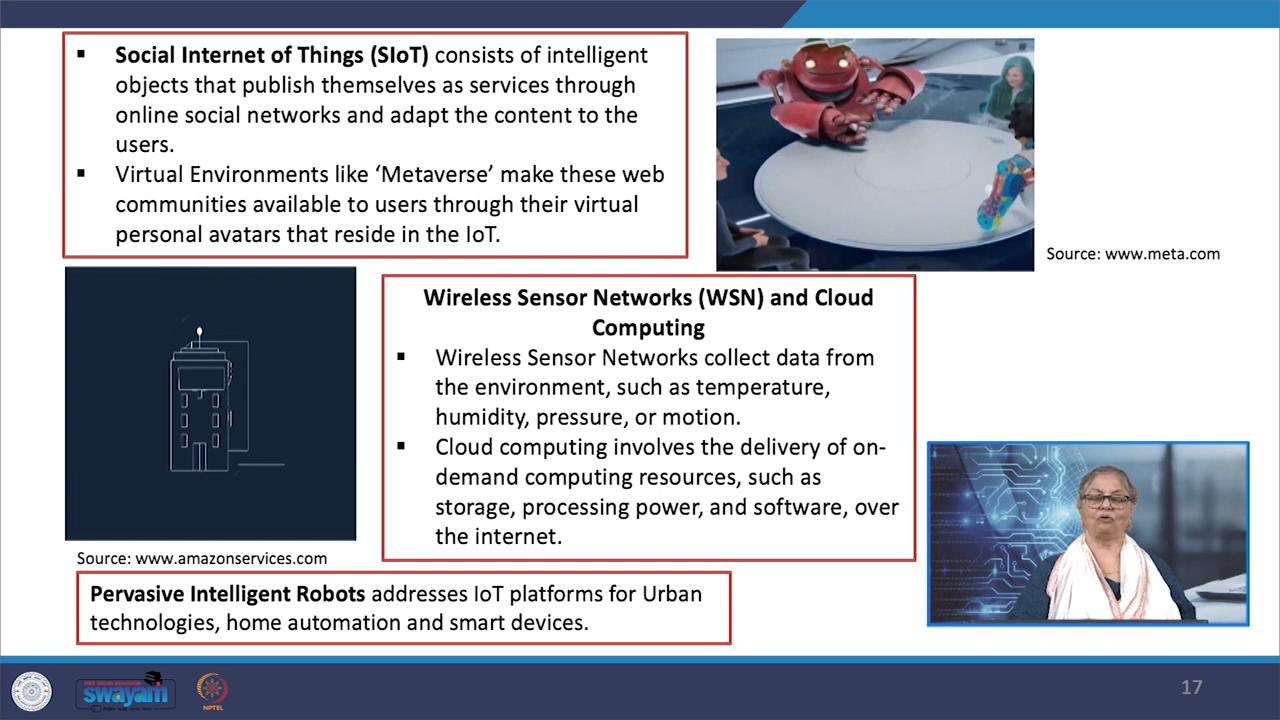 ▪ Social Internet of Things (SIoT) consists of intelligent
objects that publish themselves as services through
online social networks and adapt the content to the
users.
▪ Virtual Environments like ‘Metaverse’ make these web
communities available to users through their virtual
personal avatars that reside in the IoT.
Source: www.meta.com
Wireless Sensor Networks (WSN) and Cloud
Computing
▪ Wireless Sensor Networks collect data from
the environment, such as temperature,
humidity, pressure, or motion.
▪ Cloud computing involves the delivery of on-
demand computing resources, such as
storage, processing power, and software, over
the internet.
Source: www.amazonservices.com
Pervasive Intelligent Robots addresses IoT platforms for Urban
technologies, home automation and smart devices.
swayam
NPTEL
17